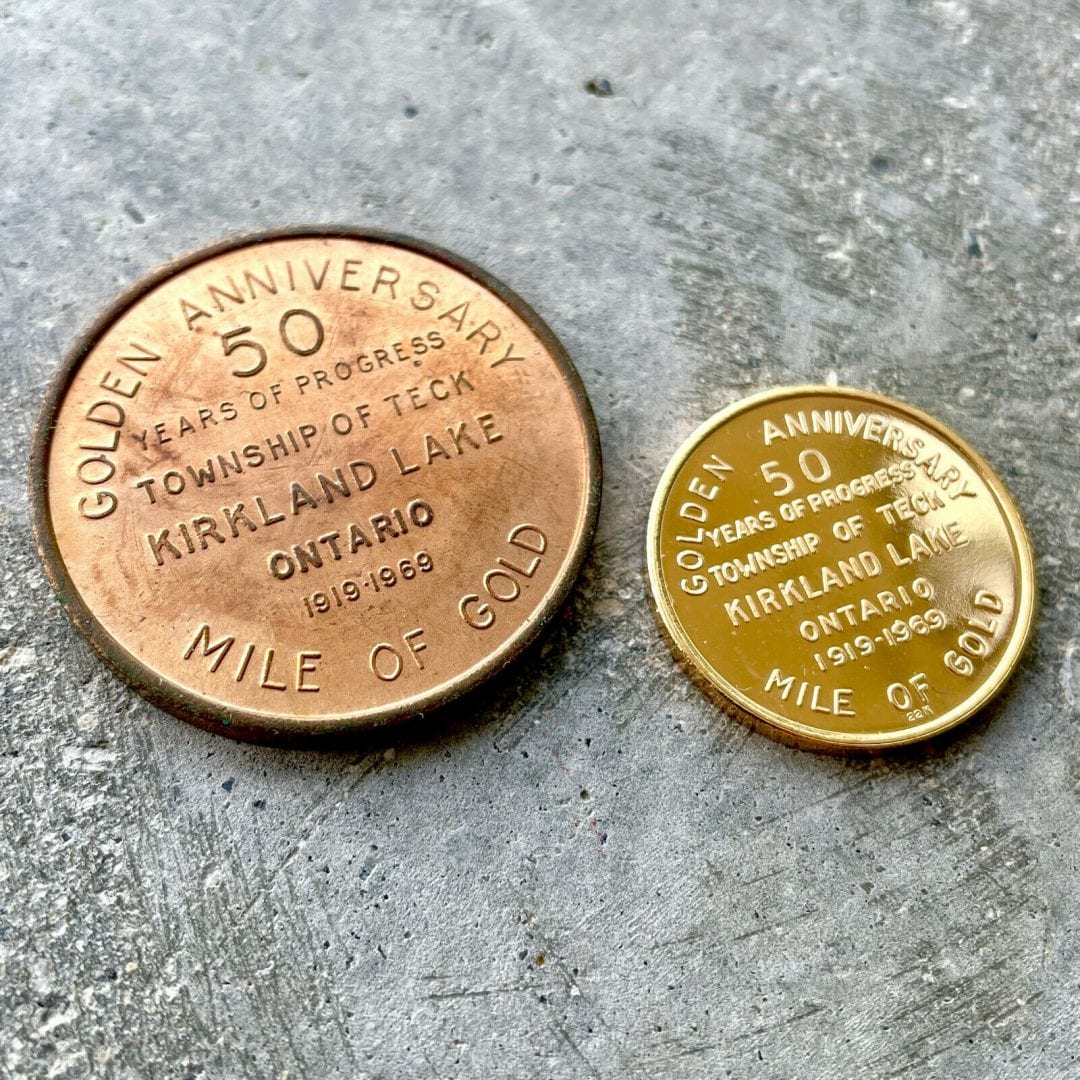 GOLDEN ANNIVERSARY
50
YEARS OF PROGRESS
TOWNSHIP OF TECK
KIRKLAND LAKE
ONTARIO
1919·1969
MILE OF GOLD
GOLDEN ANNIVERSARY
50
YEARS OF PROGRESS
TOWNSHIP OF TECK
KIRKLAND LAKE
ONTARIO
1919-1969
MILE OF GOLD
22K